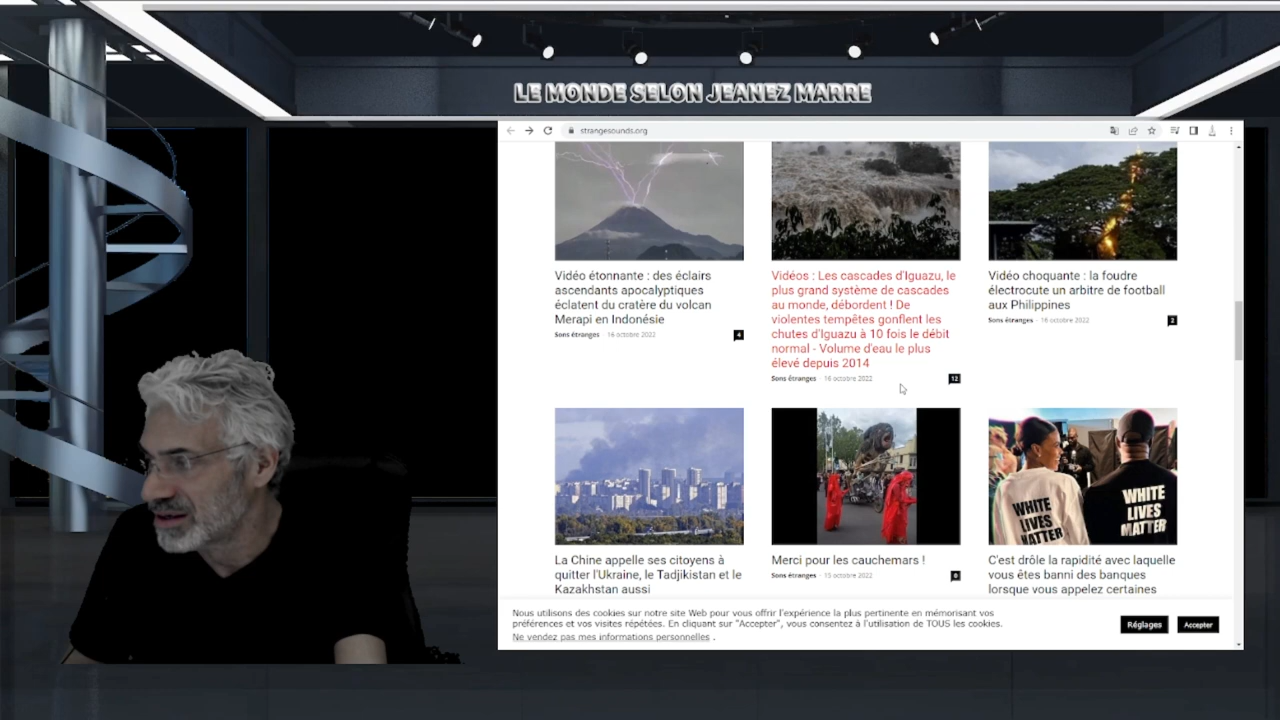 LE MONDE SELON JEANEZ MARRE
strangesounds.org
Vidéo étonnante : des éclairs
ascendants apocalyptiques
éclatent du cratère du volcan
Merapi en Indonésie
Sons étranges - 16 octobre 2022
4
Vidéos : Les cascades d'Iguazu, le
plus grand système de cascades
au monde, débordent ! De
violentes tempêtes gonflent les
chutes d'Iguazu à 10 fois le débit
normal - Volume d'eau le plus
élevé depuis 2014
Sons étranges - 16 octobre 2022
12
Vidéo choquante : la foudre
électrocute un arbitre de football
aux Philippines
Sons étranges - 16 octobre 2022
2
La Chine appelle ses citoyens à
quitter l'Ukraine, le Tadjikistan et le
Kazakhstan aussi
Merci pour les cauchemars !
Sons étranges - 15 octobre 2022
0
WHITE
LIVES
MATTER
WHITE
LIVES
MATTER
C'est drôle la rapidité avec laquelle
vous êtes banni des banques
lorsque vous appelez certaines
Nous utilisons des cookies sur notre site Web pour vous offrir l'expérience la plus pertinente en mémorisant vos
préférences et vos visites répétées. En cliquant sur "Accepter", vous consentez à l'utilisation de TOUS les cookies.
Ne vendez pas mes informations personnelles .
Réglages
Accepter